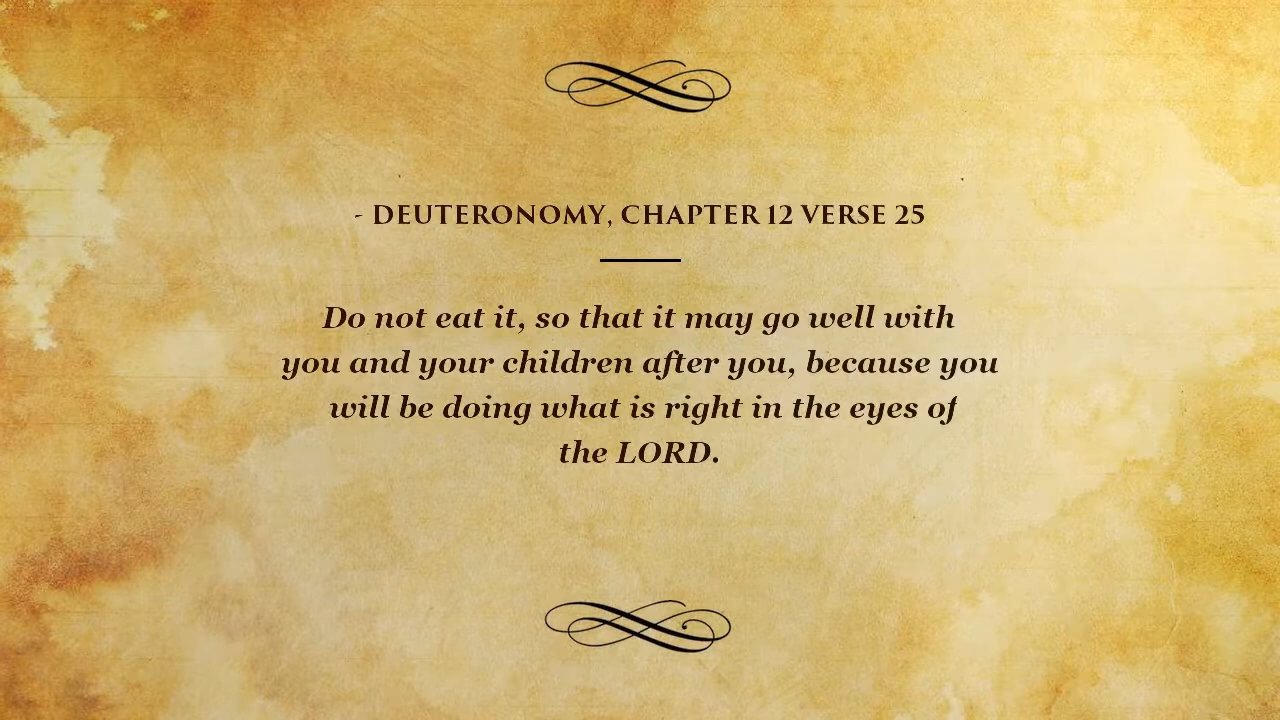 - DEUTERONOMY, CHAPTER 12 VERSE 25
Do not eat it, so that it may go well with
you and your children after you, because you
will be doing what is right in the eyes of
the LORD.